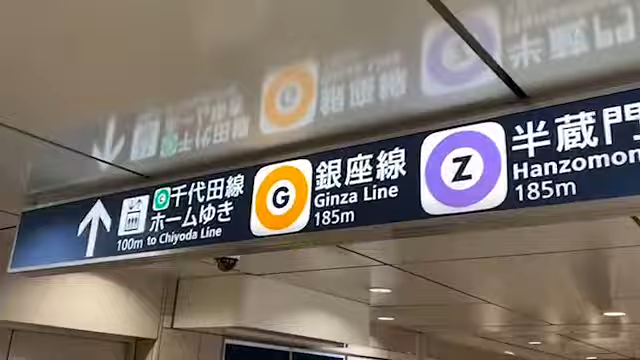 C 千代田線
ホームゆき
100m to Chiyoda Line
G 銀座線
Ginza Line
185m
Z 半蔵門
Hanzomon
185m